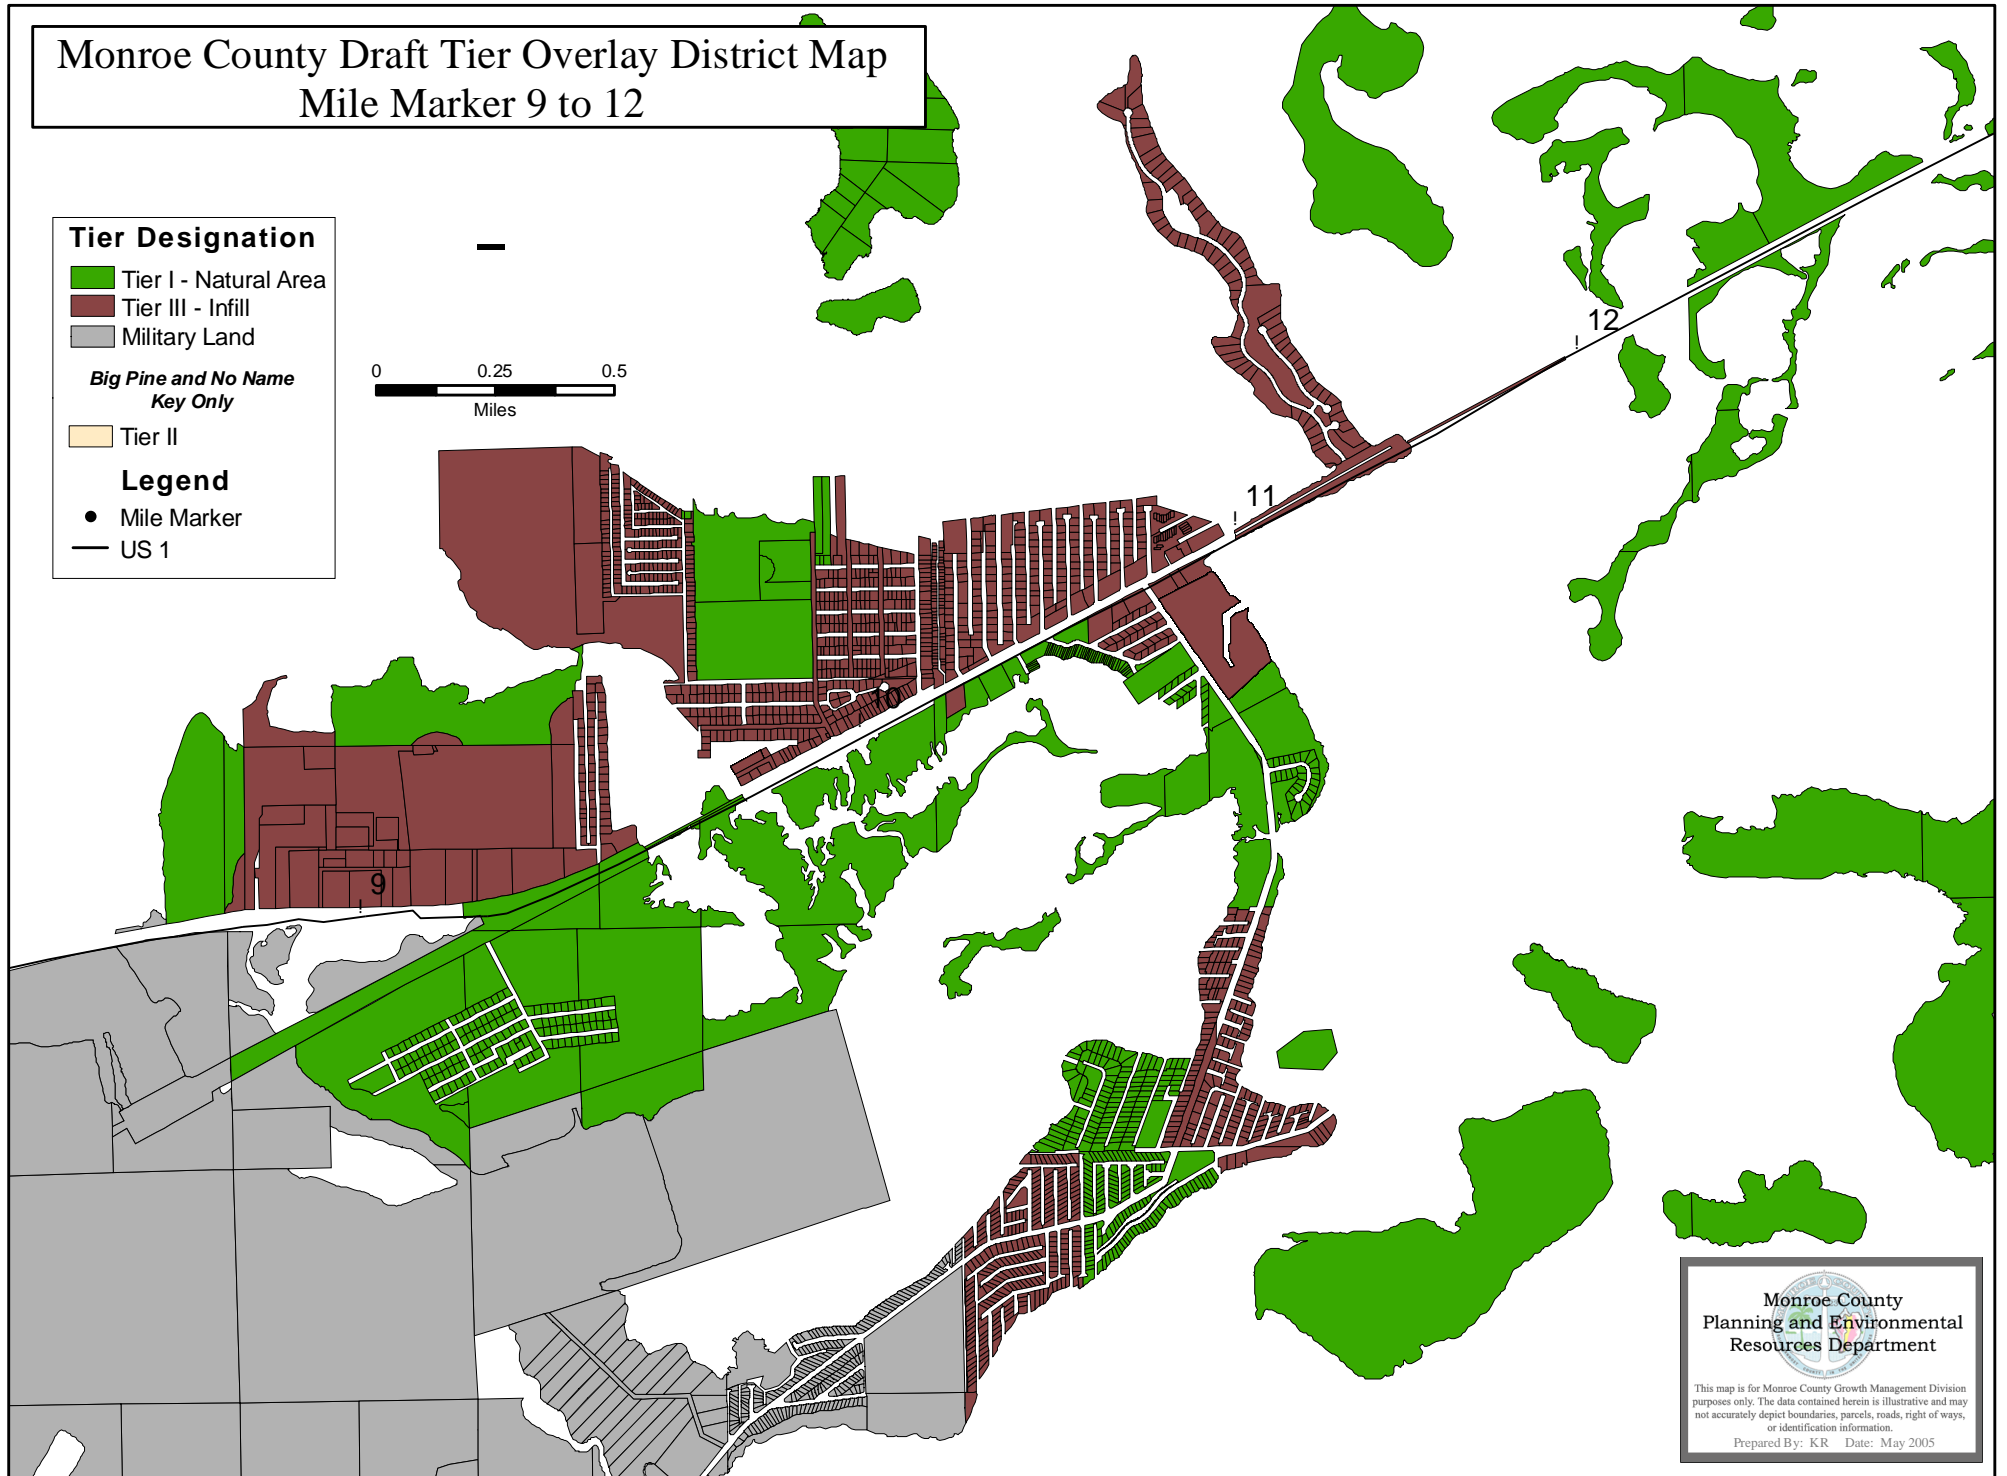 Monroe County Draft Tier Overlay District Map
Mile Marker 9 to 12
Tier Designation
Tier I - Natural Area
Tier III - Infill
Military Land
Big Pine and No Name
Key Only
Tier II
Legend
Mile Marker
US 1
0 0.25 0.5
Miles
12
11
10
9
Monroe County
Planning and Environmental
Resources Department
This map is for Monroe County Growth Management Division
purposes only. The data contained herein is illustrative and may
not accurately depict boundaries, parcels, roads, right of ways,
or identification information.
Prepared By: KR Date: May 2005